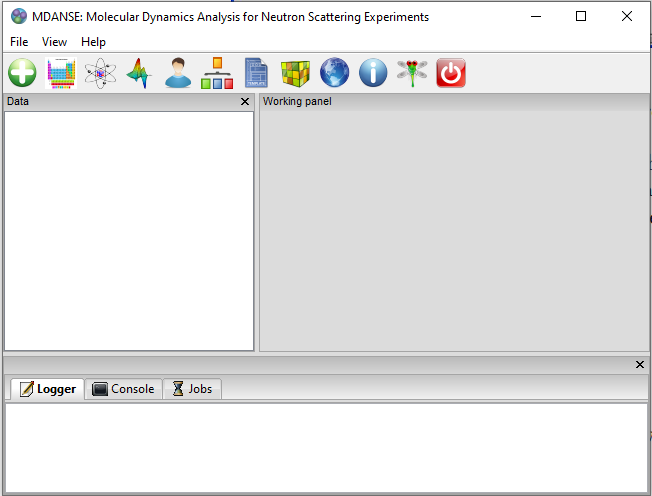 MDANSE: Molecular Dynamics Analysis for Neutron Scattering Experiments
File View Help
Data
Working panel
Logger Console Jobs